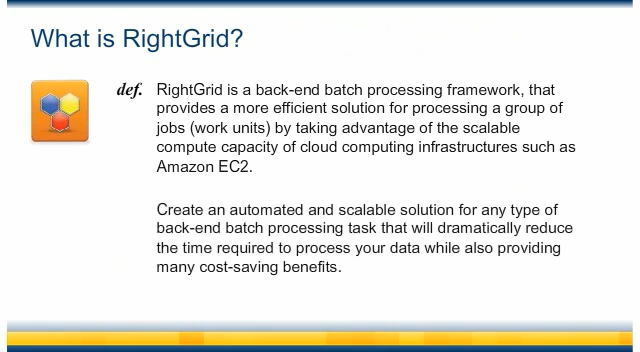 What is RightGrid?
def. RightGrid is a back-end batch processing framework, that
provides a more efficient solution for processing a group of
jobs (work units) by taking advantage of the scalable
compute capacity of cloud computing infrastructures such as
Amazon EC2.
Create an automated and scalable solution for any type of
back-end batch processing task that will dramatically reduce
the time required to process your data while also providing
many cost-saving benefits.